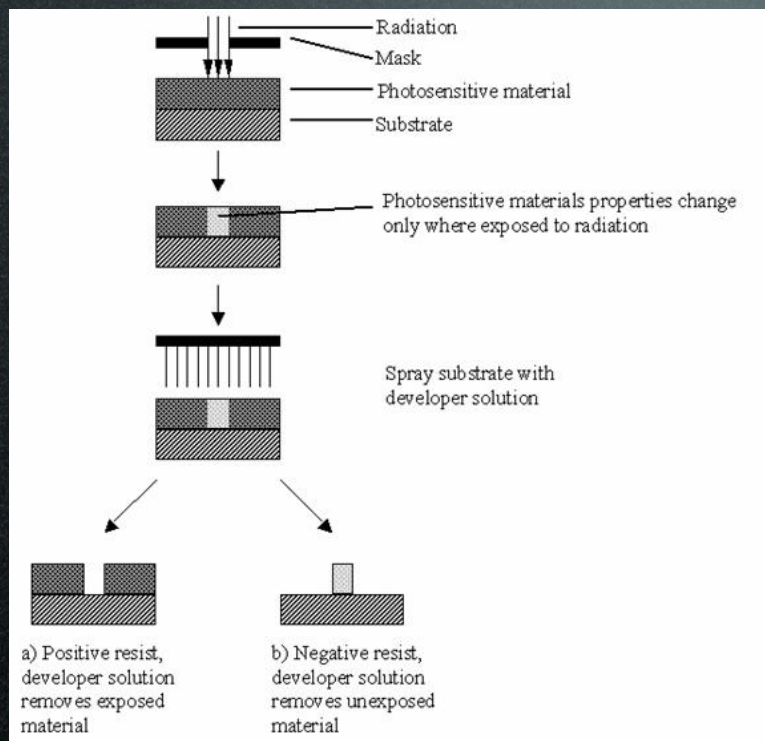 Radiation
Mask
Photosensitive material
Substrate
Photosensitive materials properties change
only where exposed to radiation
Spray substrate with
developer solution
a) Positive resist,
developer solution
removes exposed
material
b) Negative resist,
developer solution
removes unexposed
material